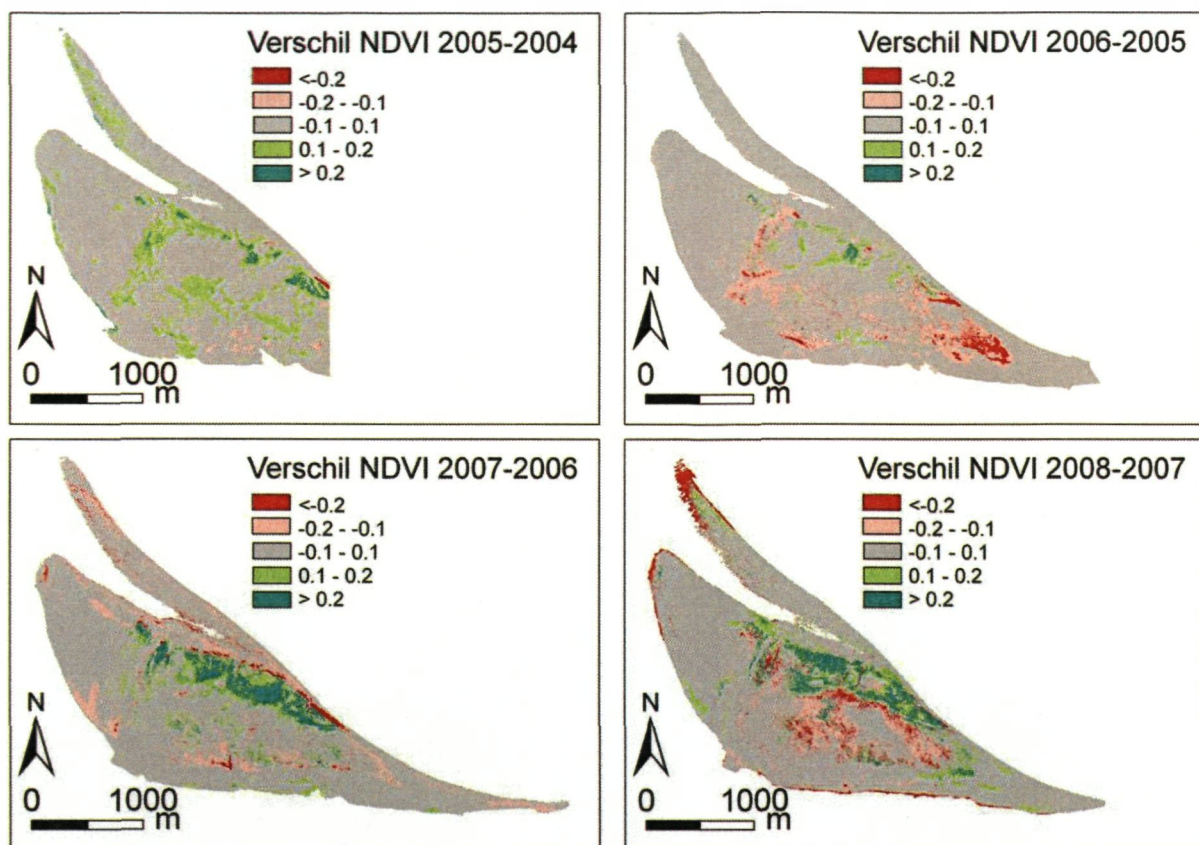 Verschil NDVI 2005-2004
<-0.2
-0.2 - -0.1
-0.1 - 0.1
0.1 - 0.2
> 0.2
N
0 1000
m
Verschil NDVI 2006-2005
<-0.2
-0.2 - -0.1
-0.1 - 0.1
0.1 - 0.2
> 0.2
N
0 1000
m
Verschil NDVI 2007-2006
<-0.2
-0.2 - -0.1
-0.1 - 0.1
0.1 - 0.2
> 0.2
N
0 1000
m
Verschil NDVI 2008-2007
<-0.2
-0.2 - -0.1
-0.1 - 0.1
0.1 - 0.2
> 0.2
N
0 1000
m